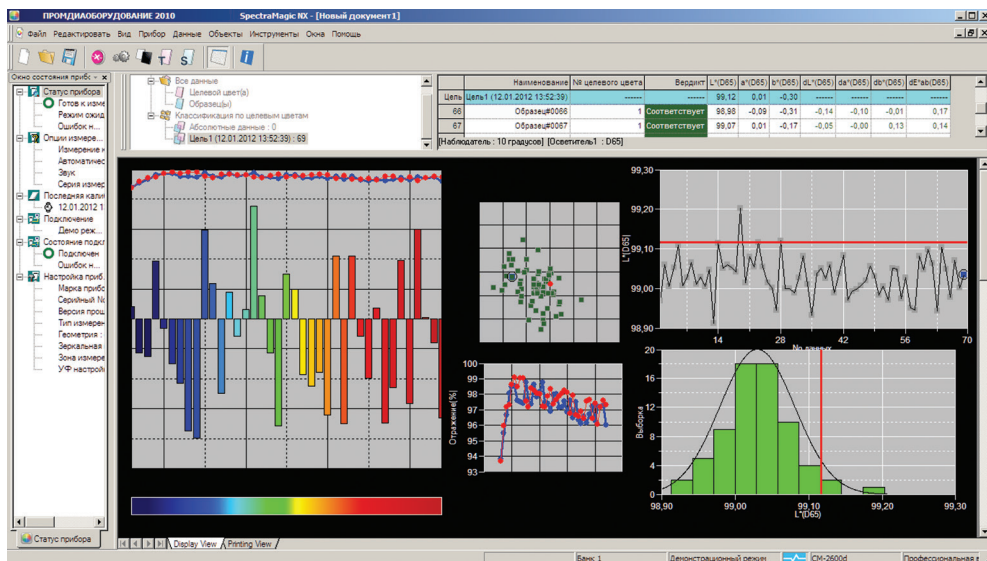 ПРОМДИАОБОРУДОВАНИЕ 2010 SpectraMagic NX - [Новый документ1]
Файл Редактировать Вид Прибор Данные Объекты Инструменты Окна Помощь
Окно состояния прибс
Статус прибора
Готов к изме
Режим ожид
Ошибок н...
Опции измере...
Измерение н
Автоматичес
Звук
Серия измер
Последняя кали
12.01.2012 1
Подключение
Демо реж...
Состояние подкл
Подключен
Ошибок н...
Настройка приб.
Марка прибс
Серийный No
Версия прош
Тип измерен
Геометрия :
Зеркальная
Зона измере
УФ настрой
Статус прибора
Все данные
Целевой цвет(а)
Образец(ы)
Классификация по целевым цветам
Абсолютные данные : 0
Цель1 (12.01.2012 13:52:39) : 69
Наименование № целевого цвета Вердикт L*(D65) a*(D65) b*(D65) dL*(D65) da*(D65) db*(D65) dE*ab(D65)
Цель Цель1 (12.01.2012 13:52:39) ------ ------ 99,12 0,01 -0,30 ------ ------ ------ ------
66 Образец#0066 1 Соответствует 98,98 -0,09 -0,31 -0,14 -0,10 -0,01 0,17
67 Образец#0067 1 Соответствует 99,07 0,01 -0,17 -0,05 -0,00 0,13 0,14
[Наблюдатель : 10 градусов] [Осветитель1 : D65]
99,30
99,20
99,10
99,00
98,90
L*(D65)
14 28 42 56 70
No данных
100
99
98
97
96
95
94
93
Отражение[%]
20
16
12
8
4
0
Выборка
98,90 99,00 99,10 99,20 99,30
L*(D65)
Display View Printing View
Банк 1 Демонстрационный режим CM-2600d Профессиональная в